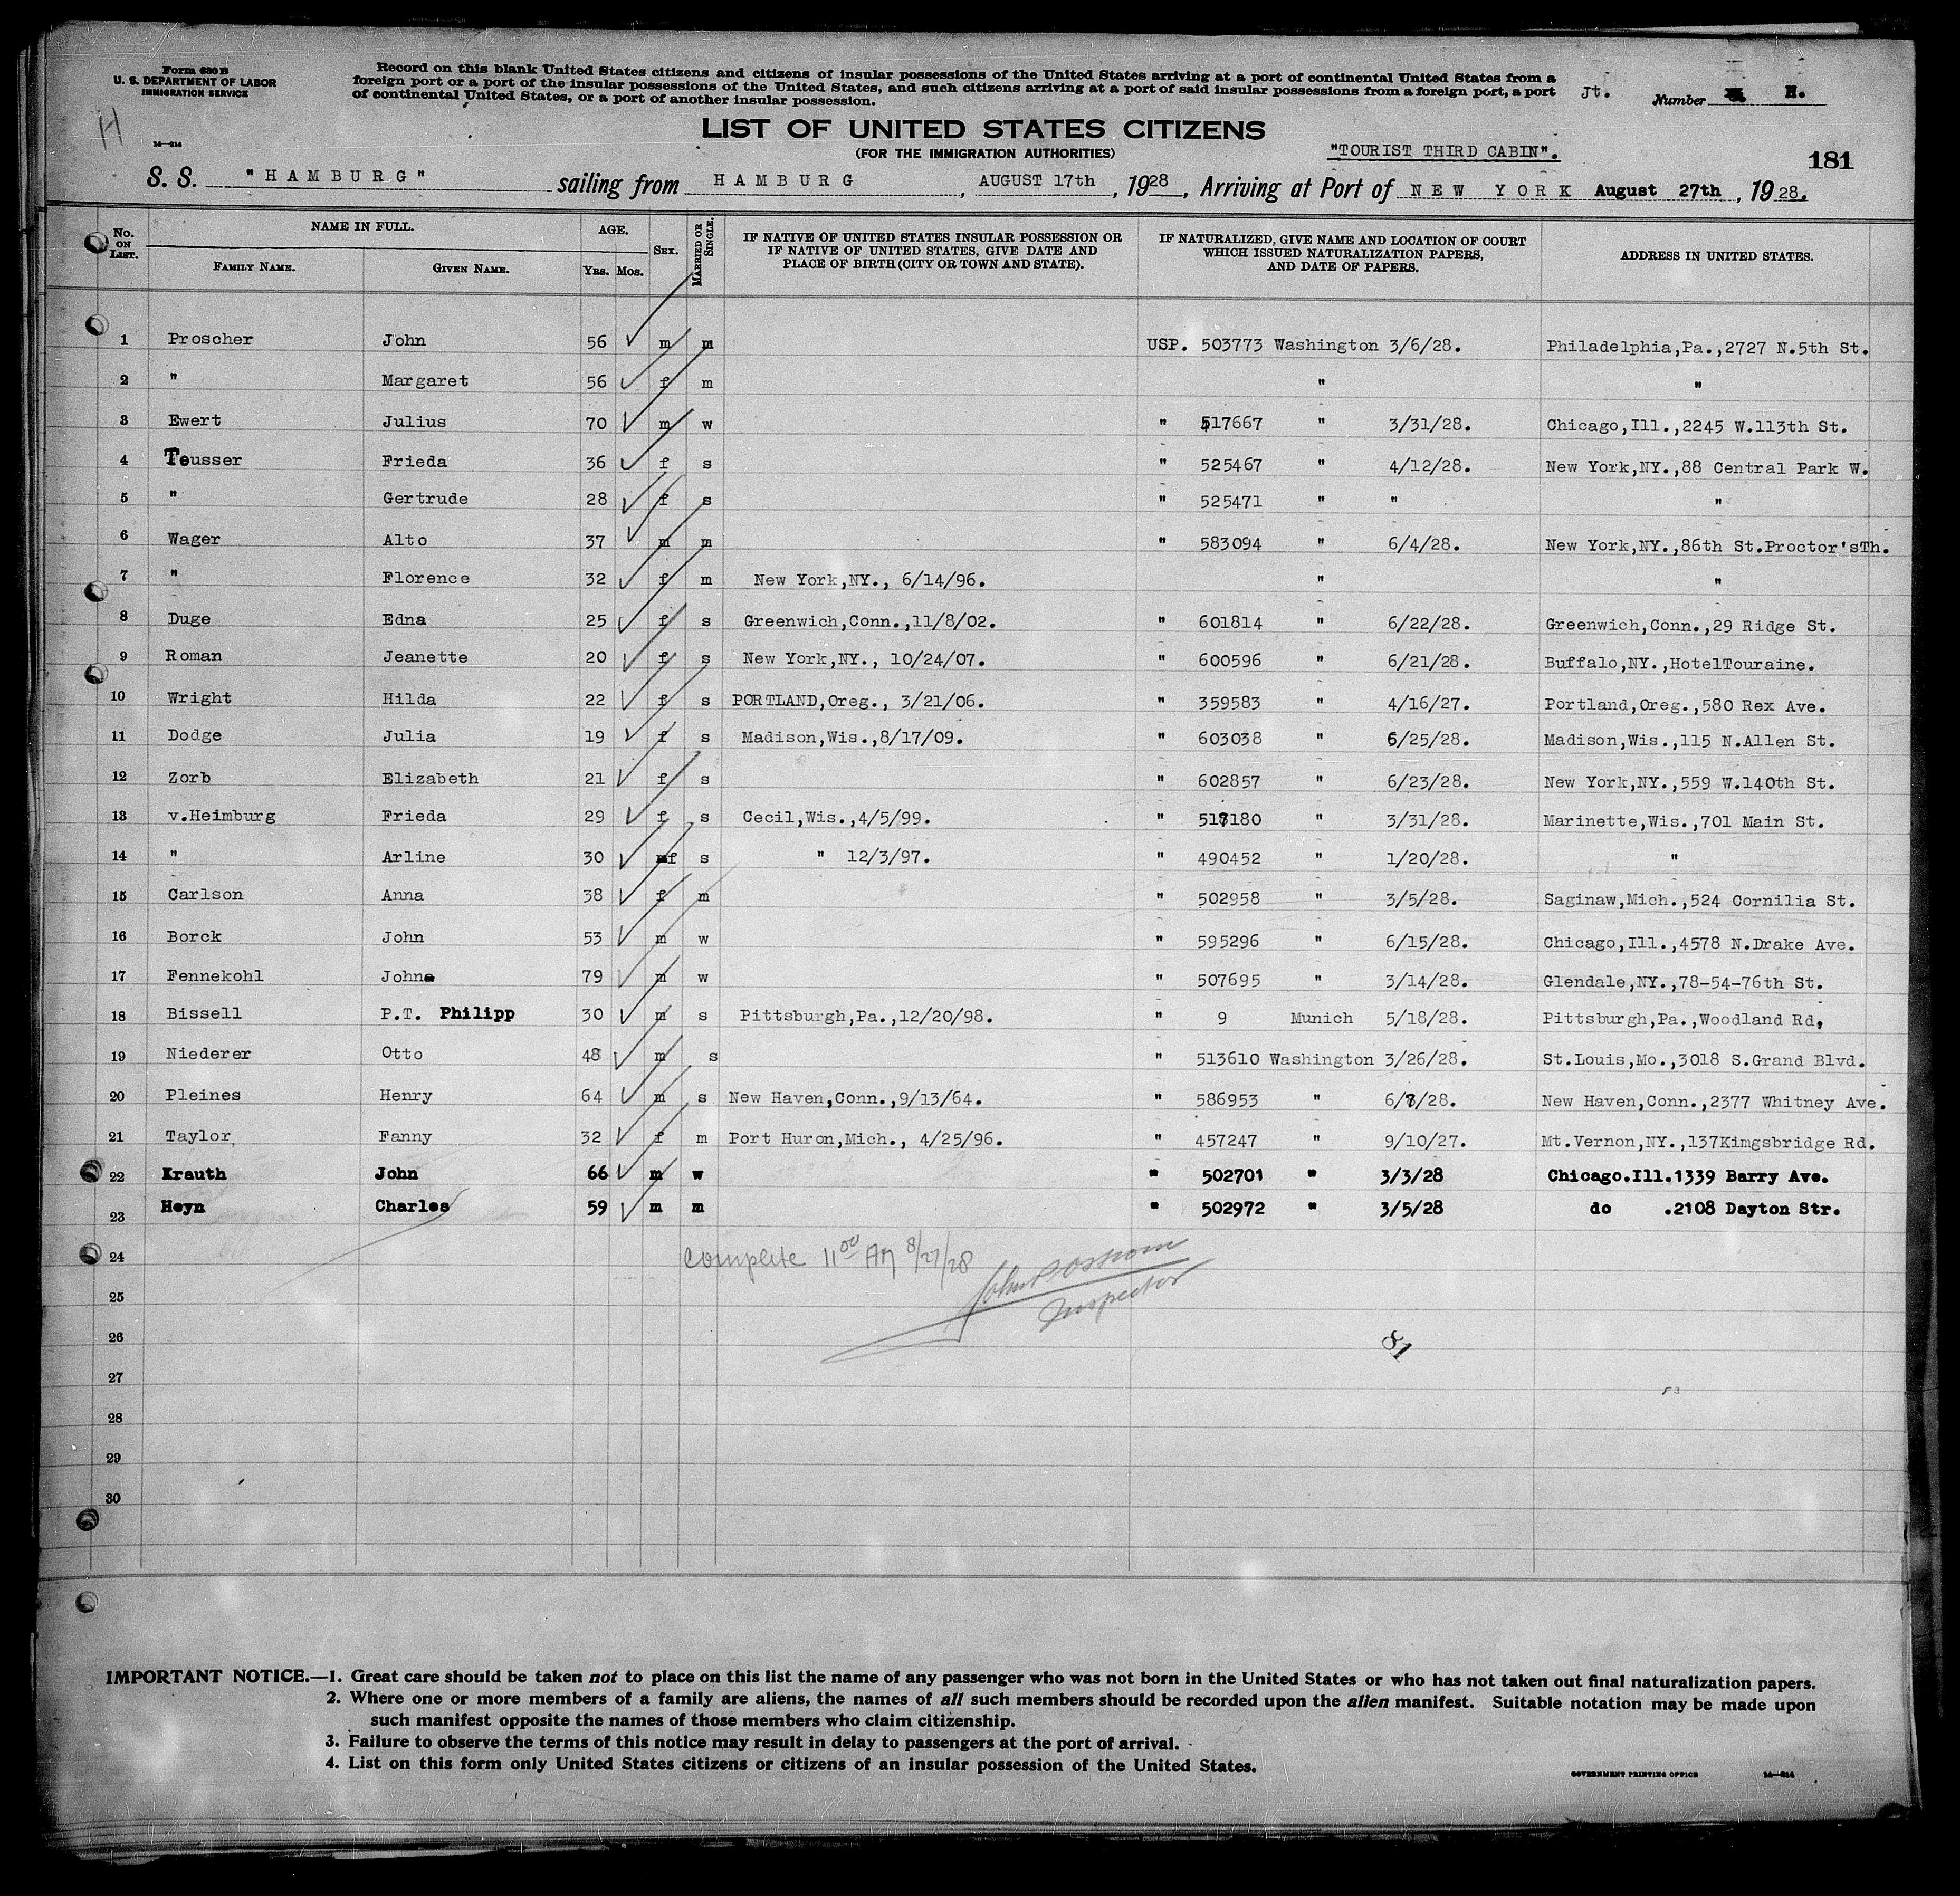 Form 630 B
U. S. DEPARTMENT OF LABOR
IMMIGRATION SERVICE
H
14—214
Record on this blank United States citizens and citizens of insular possessions of the United States arriving at a port of continental United States from a
foreign port or a port of the insular possessions of the United States, and such citizens arriving at a port of said insular possessions from a foreign port, a port
of continental United States, or a port of another insular possession.
Jt. Number H.
LIST OF UNITED STATES CITIZENS
(FOR THE IMMIGRATION AUTHORITIES)
"TOURIST THIRD CABIN".
181
S. S. "HAMBURG" sailing from HAMBURG, AUGUST 17th, 1928, Arriving at Port of NEW YORK August 27th, 1928.
No. ON LIST. NAME IN FULL. FAMILY NAME. GIVEN NAME. AGE. YRS. MOS. SEX. MARRIED OR SINGLE. IF NATIVE OF UNITED STATES INSULAR POSSESSION OR IF NATIVE OF UNITED STATES, GIVE DATE AND PLACE OF BIRTH (CITY OR TOWN AND STATE). IF NATURALIZED, GIVE NAME AND LOCATION OF COURT WHICH ISSUED NATURALIZATION PAPERS, AND DATE OF PAPERS. ADDRESS IN UNITED STATES.
1 Proscher John 56 m m USP. 503773 Washington 3/6/28. Philadelphia,Pa.,2727 N.5th St.
2 " Margaret 56 f m " "
3 Ewert Julius 70 m w " 517667 " 3/31/28. Chicago,Ill.,2245 W.113th St.
4 Teusser Frieda 36 f s " 525467 " 4/12/28. New York,NY.,88 Central Park W.
5 " Gertrude 28 f s " 525471 " " "
6 Wager Alto 37 m m " 583094 " 6/4/28. New York,NY.,86th St.Proctor'sTh.
7 " Florence 32 f m New York,NY., 6/14/96. " "
8 Duge Edna 25 f s Greenwich,Conn.,11/8/02. " 601814 " 6/22/28. Greenwich,Conn.,29 Ridge St.
9 Roman Jeanette 20 f s New York,NY., 10/24/07. " 600596 " 6/21/28. Buffalo,NY.,HotelTouraine.
10 Wright Hilda 22 f s PORTLAND,Oreg., 3/21/06. " 359583 " 4/16/27. Portland,Oreg.,580 Rex Ave.
11 Dodge Julia 19 f s Madison,Wis.,8/17/09. " 603038 " 6/25/28. Madison,Wis.,115 N.Allen St.
12 Zorb Elizabeth 21 f s " 602857 " 6/23/28. New York,NY.,559 W.140th St.
13 v.Heimburg Frieda 29 f s Cecil,Wis.,4/5/99. " 518180 " 3/31/28. Marinette,Wis.,701 Main St.
14 " Arline 30 f s " 12/3/97. " 490452 " 1/20/28. "
15 Carlson Anna 38 f m " 502958 " 3/5/28. Saginaw,Mich.,524 Cornilia St.
16 Borck John 53 m w " 595296 " 6/15/28. Chicago,Ill.,4578 N.Drake Ave.
17 Fennekohl John 79 m w " 507695 " 3/14/28. Glendale,NY.,78-54-76th St.
18 Bissell P.T. Philipp 30 m s Pittsburgh,Pa.,12/20/98. " 9 Munich 5/18/28. Pittsburgh,Pa.,Woodland Rd,
19 Niederer Otto 48 m s " 513610 Washington 3/26/28. St.Louis,Mo.,3018 S.Grand Blvd.
20 Pleines Henry 64 m s New Haven,Conn.,9/13/64. " 586953 " New Haven,Conn.,2377 Whitney Ave.
21 Taylor, Fanny 32 f m Port Huron,Mich., 4/25/96. " 457247 " 9/10/27. Mt.Vernon,NY.,137Kimgsbridge Rd.
22 Krauth John 66 m w " 502701 " 3/3/28 Chicago.Ill.1339 Barry Ave.
23 Heyn Charles 59 m m " 502972 " 3/5/28 do .2108 Dayton Str.
24
Complete 11 00 AM 8/27/28
Inspector
25
26
81
27
28
29
30
IMPORTANT NOTICE.—1. Great care should be taken not to place on this list the name of any passenger who was not born in the United States or who has not taken out final naturalization papers.
2. Where one or more members of a family are aliens, the names of all such members should be recorded upon the alien manifest. Suitable notation may be made upon
such manifest opposite the names of those members who claim citizenship.
3. Failure to observe the terms of this notice may result in delay to passengers at the port of arrival.
4. List on this form only United States citizens or citizens of an insular possession of the United States.
GOVERNMENT PRINTING OFFICE 14—214